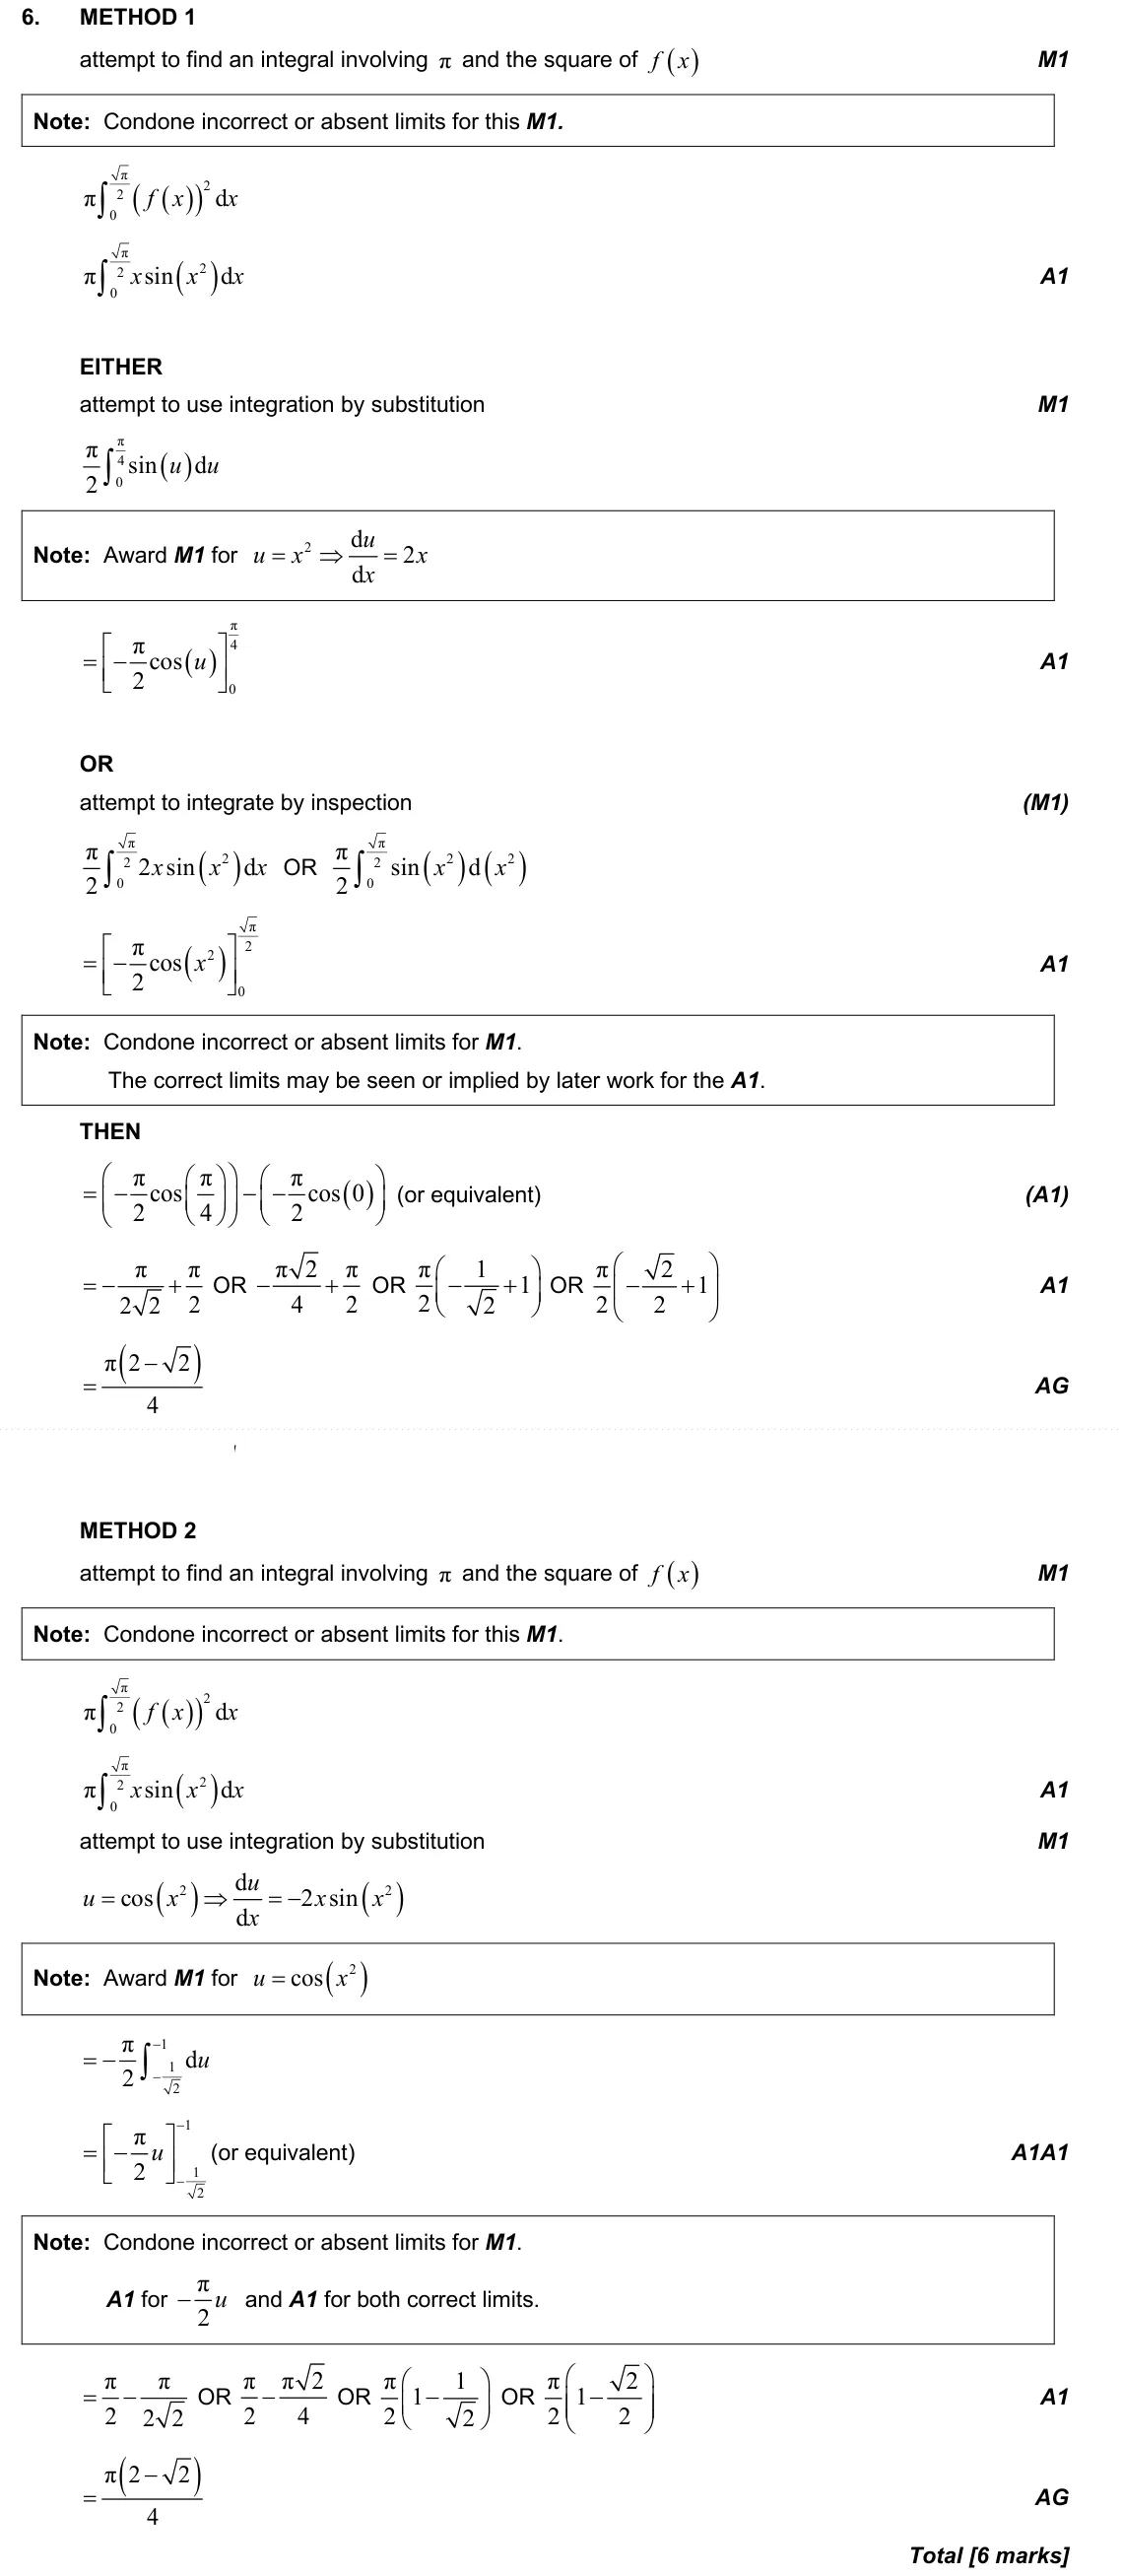 6. METHOD 1
attempt to find an integral involving π and the square of f(x) M1
Note: Condone incorrect or absent limits for this M1.
π∫_0^{√π/2} (f(x))² dx
π∫_0^{√π/2} x sin(x²) dx A1
EITHER
attempt to use integration by substitution M1
π/2 ∫_0^{π/4} sin(u) du
Note: Award M1 for u = x² ⇒ du/dx = 2x
= [−π/2 cos(u)]_0^{π/4} A1
OR
attempt to integrate by inspection (M1)
π/2 ∫_0^{√π/2} 2x sin(x²) dx OR π/2 ∫_0^{√π/2} sin(x²) d(x²)
= [−π/2 cos(x²)]_0^{√π/2} A1
Note: Condone incorrect or absent limits for M1.
The correct limits may be seen or implied by later work for the A1.
THEN
= (−π/2 cos(π/4)) − (−π/2 cos(0)) (or equivalent) (A1)
= −π/(2√2) + π/2 OR −π√2/4 + π/2 OR π/2(−1/√2 + 1) OR π/2(−√2/2 + 1) A1
= π(2 − √2)/4 AG
METHOD 2
attempt to find an integral involving π and the square of f(x) M1
Note: Condone incorrect or absent limits for this M1.
π∫_0^{√π/2} (f(x))² dx
π∫_0^{√π/2} x sin(x²) dx A1
attempt to use integration by substitution M1
u = cos(x²) ⇒ du/dx = −2x sin(x²)
Note: Award M1 for u = cos(x²)
= −π/2 ∫_{−1/√2}^{−1} du
= [−π/2 u]_{−1/√2}^{−1} (or equivalent) A1A1
Note: Condone incorrect or absent limits for M1.
A1 for −π/2 u and A1 for both correct limits.
= π/2 − π/(2√2) OR π/2 − π√2/4 OR π/2(1 − 1/√2) OR π/2(1 − √2/2) A1
= π(2 − √2)/4 AG
Total [6 marks]